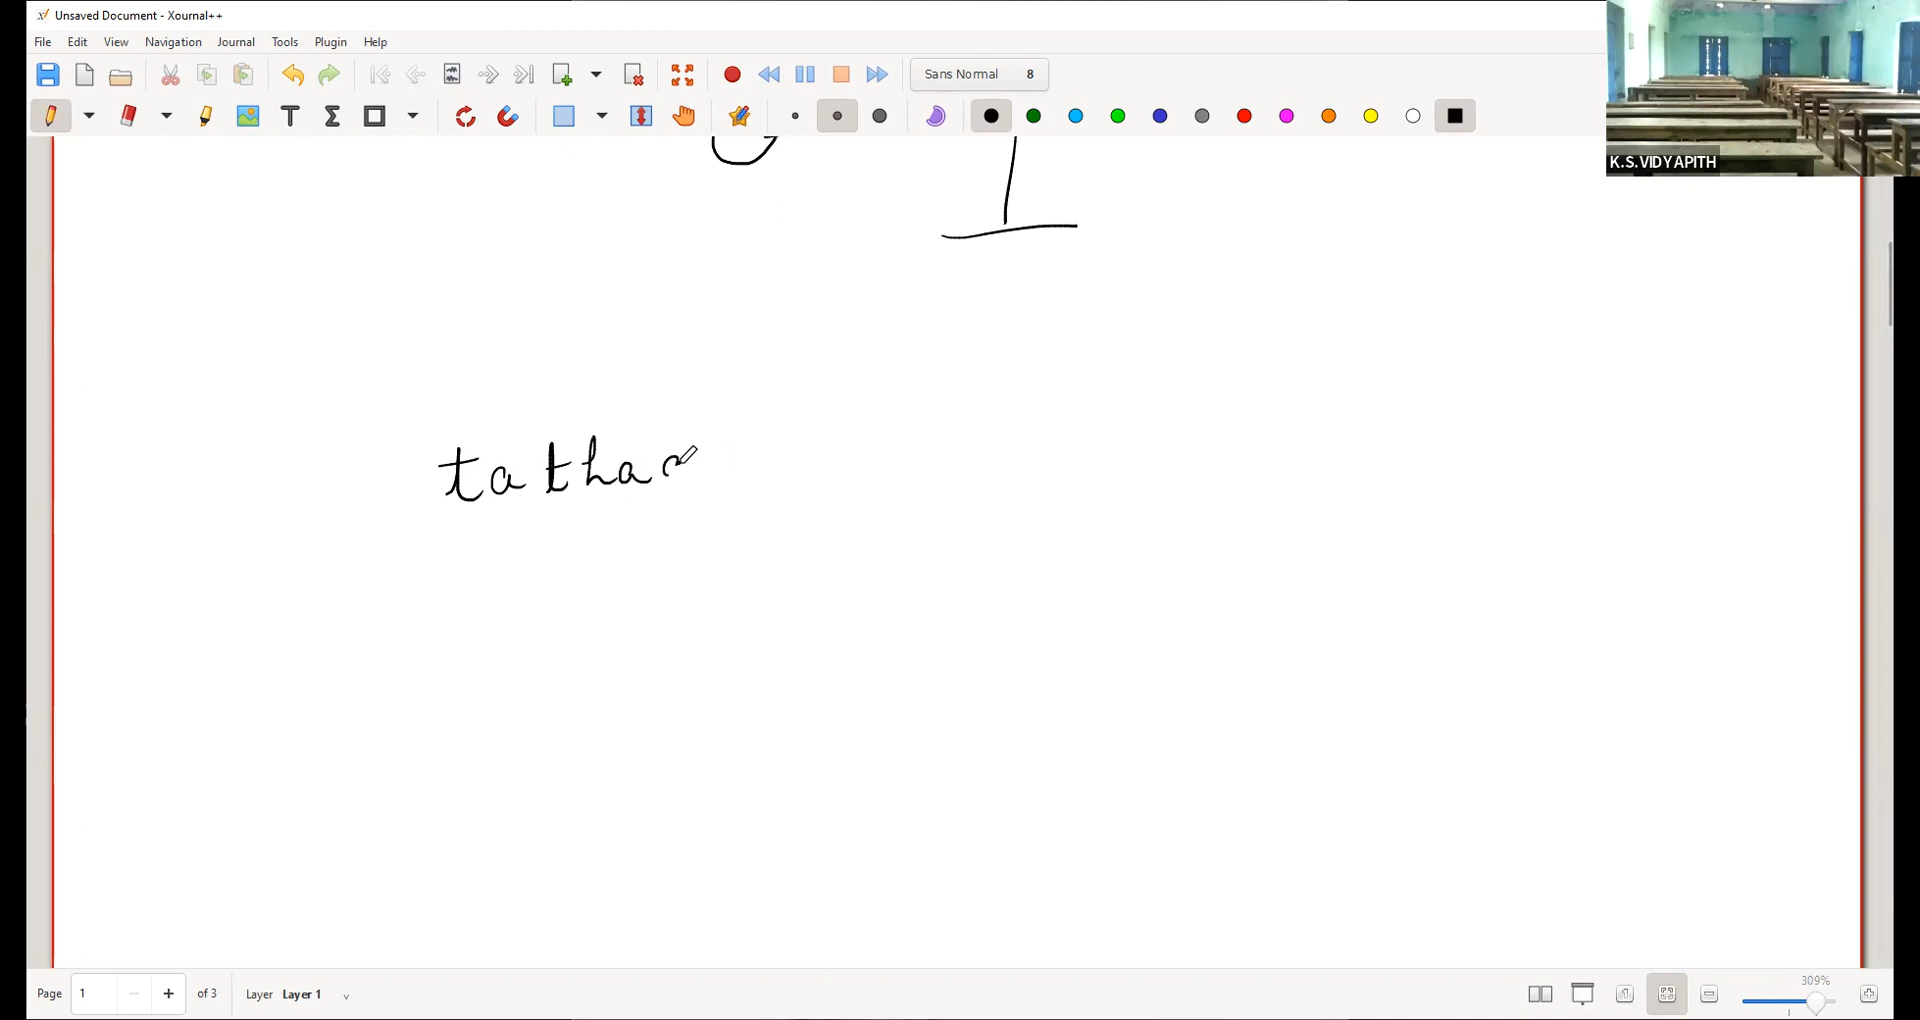 Unsaved Document - Xournal++
File Edit View Navigation Journal Tools Plugin Help
Sans Normal 8
K.S.VIDYAPITH
tatha
Page 1 of 3 Layer Layer 1
309%